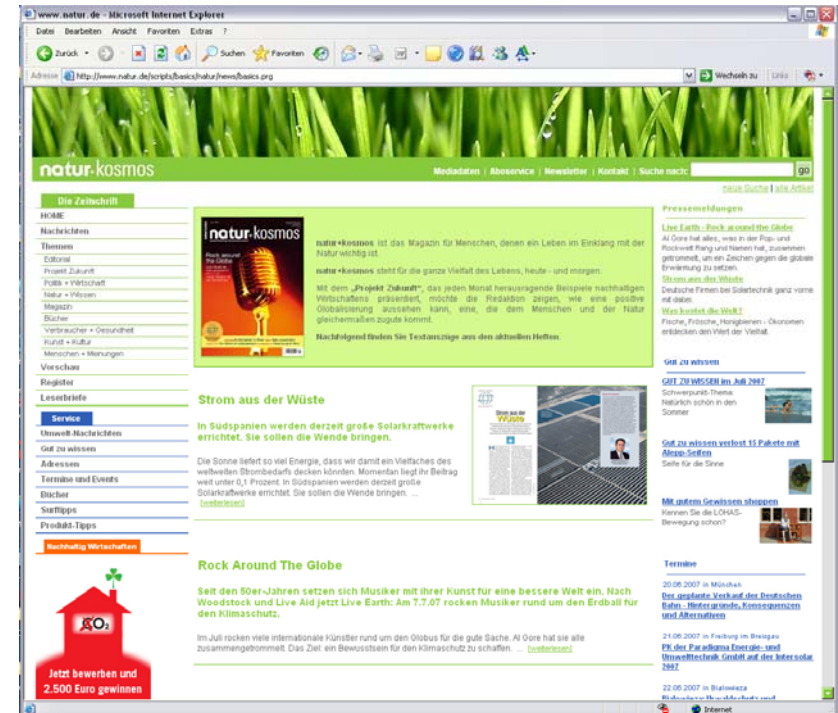 www.natur.de - Microsoft Internet Explorer
Datei Bearbeiten Ansicht Favoriten Extras ?
Zurück Suchen Favoriten
Adresse http://www.natur.de/scripts/basics/natur/news/basics.prg Wechseln zu Links
natur·kosmos
Mediadaten | Aboservice | Newsletter | Kontakt | Suche nach: go
neue Suche | alle Artikel
Die Zeitschrift
HOME
Nachrichten
Themen
Editorial
Projekt Zukunft
Politik + Wirtschaft
Natur + Wissen
Magazin
Bücher
Verbraucher + Gesundheit
Kunst + Kultur
Menschen + Meinungen
Vorschau
Register
Leserbriefe
Service
Umwelt-Nachrichten
Gut zu wissen
Adressen
Termine und Events
Bücher
Surftipps
Produkt-Tipps
Nachhaltig Wirtschaften
CO₂
Jetzt bewerben und
2.500 Euro gewinnen
natur·kosmos
Rock around
the Globe
natur•kosmos ist das Magazin für Menschen, denen ein Leben im Einklang mit der
Natur wichtig ist.
natur•kosmos steht für die ganze Vielfalt des Lebens, heute - und morgen.
Mit dem „Projekt Zukunft“, das jeden Monat herausragende Beispiele nachhaltigen
Wirtschaftens präsentiert, möchte die Redaktion zeigen, wie eine positive
Globalisierung aussehen kann, eine, die dem Menschen und der Natur
gleichermaßen zugute kommt.
Nachfolgend finden Sie Textauszüge aus den aktuellen Heften.
Strom aus der Wüste
In Südspanien werden derzeit große Solarkraftwerke
errichtet. Sie sollen die Wende bringen.
Die Sonne liefert so viel Energie, dass wir damit ein Vielfaches des
weltweiten Strombedarfs decken könnten. Momentan liegt ihr Beitrag
weit unter 0,1 Prozent. In Südspanien werden derzeit große
Solarkraftwerke errichtet. Sie sollen die Wende bringen. ...
[weiterlesen]
Strom aus der
Wüste
Rock Around The Globe
Seit den 50er-Jahren setzen sich Musiker mit ihrer Kunst für eine bessere Welt ein. Nach
Woodstock und Live Aid jetzt Live Earth: Am 7.7.07 rocken Musiker rund um den Erdball für
den Klimaschutz.
Im Juli rocken viele internationale Künstler rund um den Globus für die gute Sache. Al Gore hat sie alle
zusammengetrommelt. Das Ziel: ein Bewusstsein für den Klimaschutz zu schaffen. ... [weiterlesen]
Pressemeldungen
Live Earth - Rock around the Globe
Al Gore hat alles, was in der Pop- und
Rockwelt Rang und Namen hat, zusammen
getrommelt, um ein Zeichen gegen die globale
Erwärmung zu setzen.
Strom aus der Wüste
Deutsche Firmen bei Solartechnik ganz vorne
mit dabei.
Was kostet die Welt?
Fische, Frösche, Honigbienen - Ökonomen
entdecken den Wert der Vielfalt.
Gut zu wissen
GUT ZU WISSEN im Juli 2007
Schwerpunkt-Thema:
Natürlich schön in den
Sommer
Gut zu wissen verlost 15 Pakete mit
Alepp-Seifen
Seife für die Sinne
Mit gutem Gewissen shoppen
Kennen Sie die LOHAS-
Bewegung schon?
Termine
20.06.2007 in München
Der geplante Verkauf der Deutschen
Bahn - Hintergründe, Konsequenzen
und Alternativen
21.06.2007 in Freiburg im Breisgau
PK der Paradigma Energie- und
Umwelttechnik GmbH auf der Intersolar
2007
22.06.2007 in Bialowieza
Internet